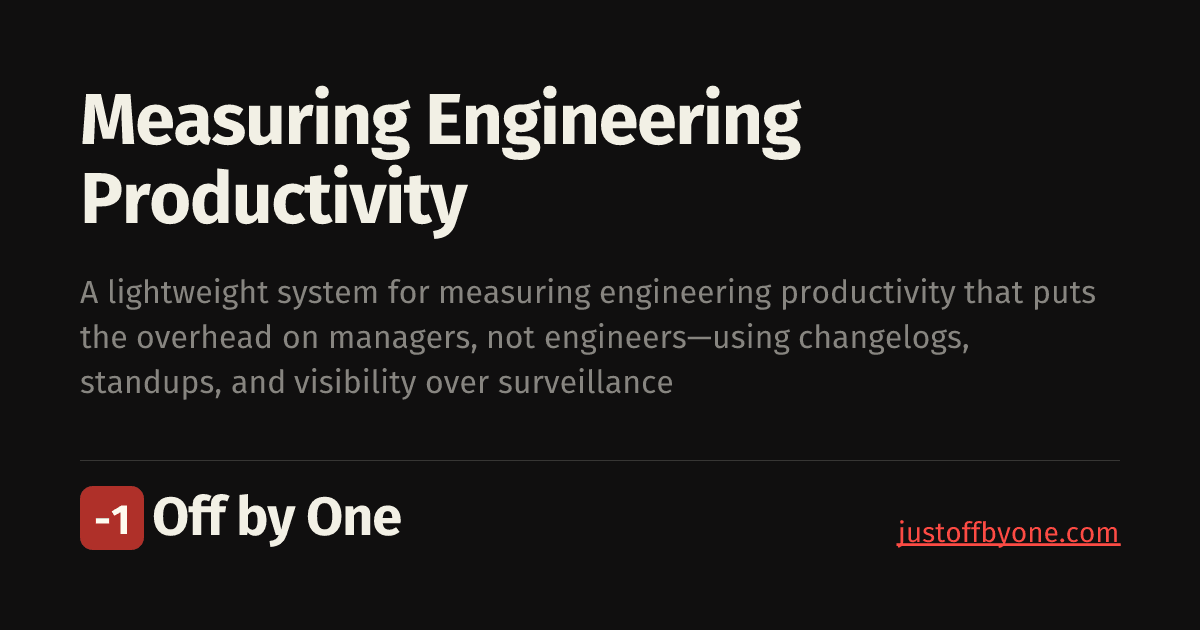 Measuring Engineering
Productivity
A lightweight system for measuring engineering productivity that puts
the overhead on managers, not engineers—using changelogs,
standups, and visibility over surveillance
-1 Off by One
justoffbyone.com